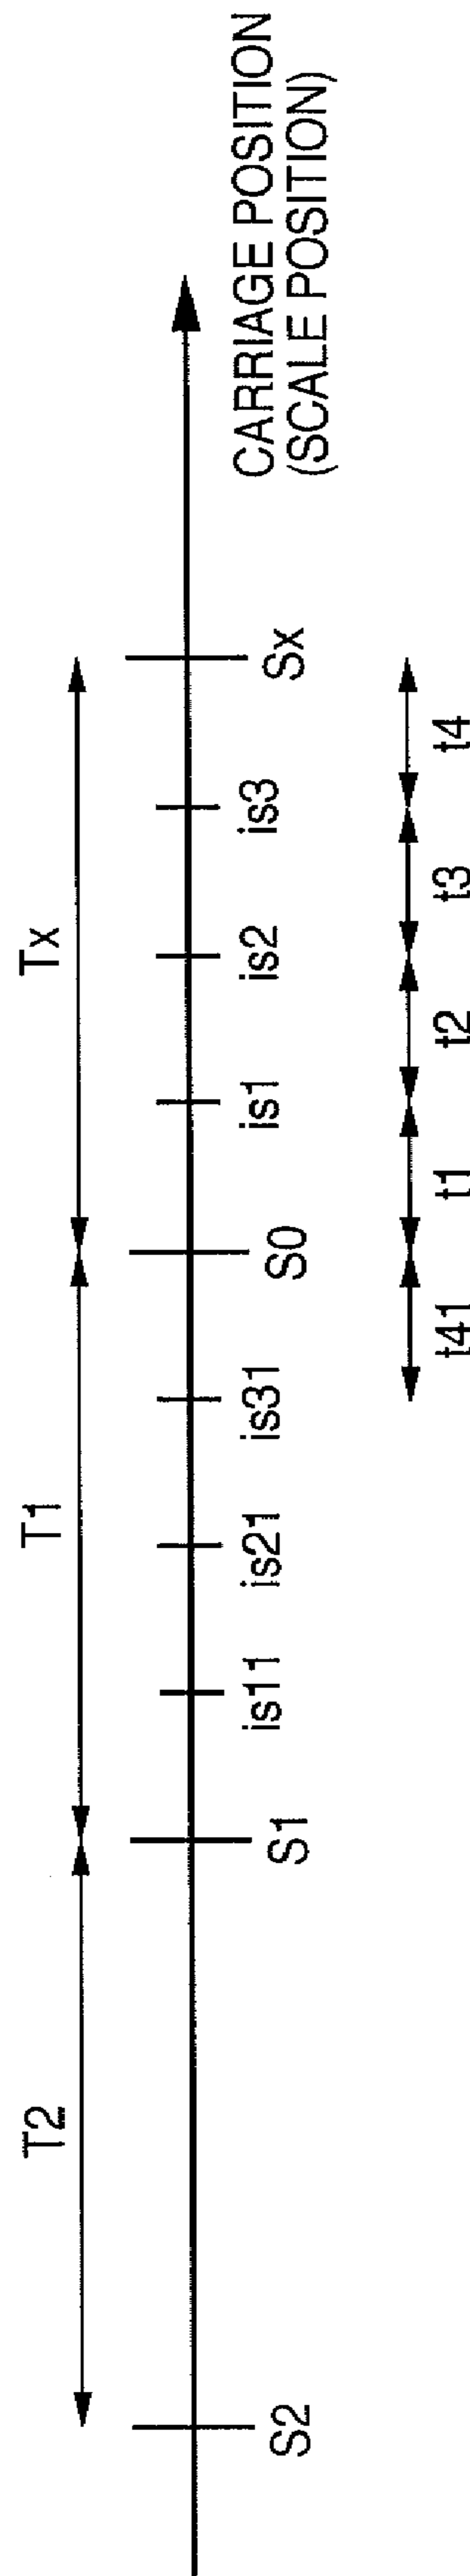 T2
T1
Tx
S2
S1
is11
is21
is31
S0
is1
is2
is3
Sx
CARRIAGE POSITION
(SCALE POSITION)
t41
t1
t2
t3
t4